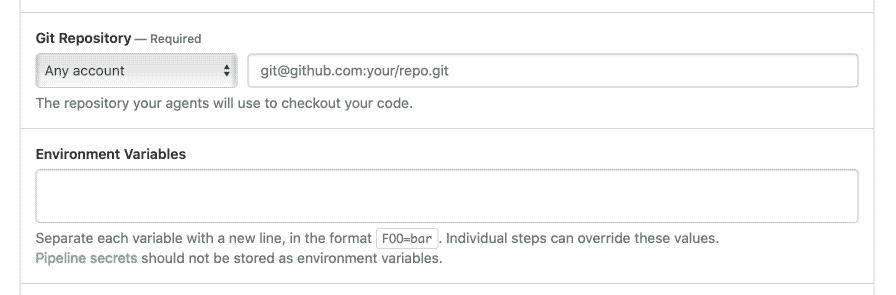 Git Repository — Required
Any account git@github.com:your/repo.git
The repository your agents will use to checkout your code.
Environment Variables
Separate each variable with a new line, in the format FOO=bar . Individual steps can override these values.
Pipeline secrets should not be stored as environment variables.